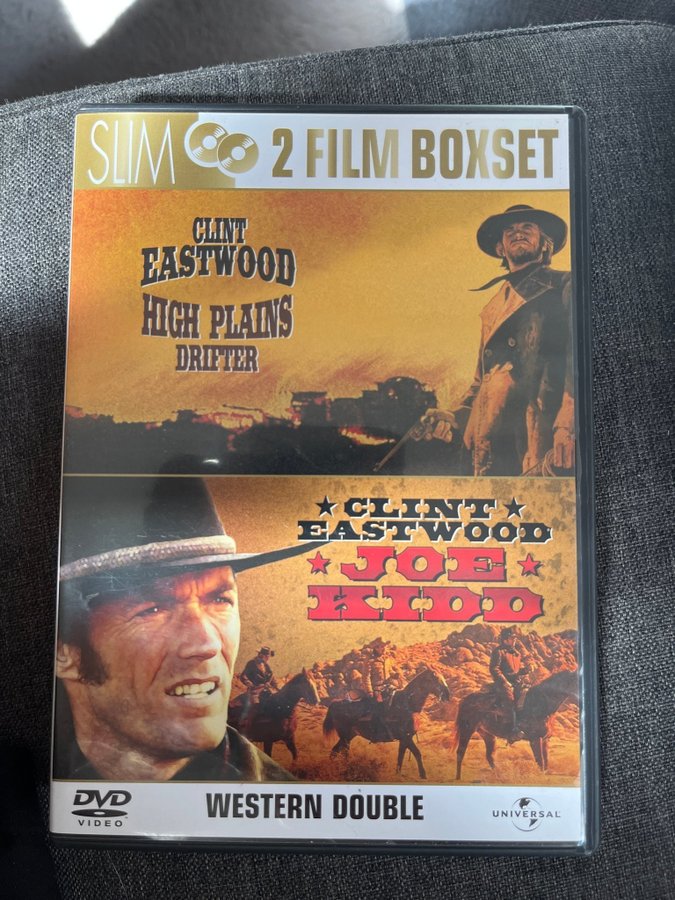 SLIM 2 FILM BOXSET
CLINT
EASTWOOD
HIGH PLAINS
DRIFTER
CLINT
EASTWOOD
JOE
KIDD
DVD
VIDEO
WESTERN DOUBLE
UNIVERSAL